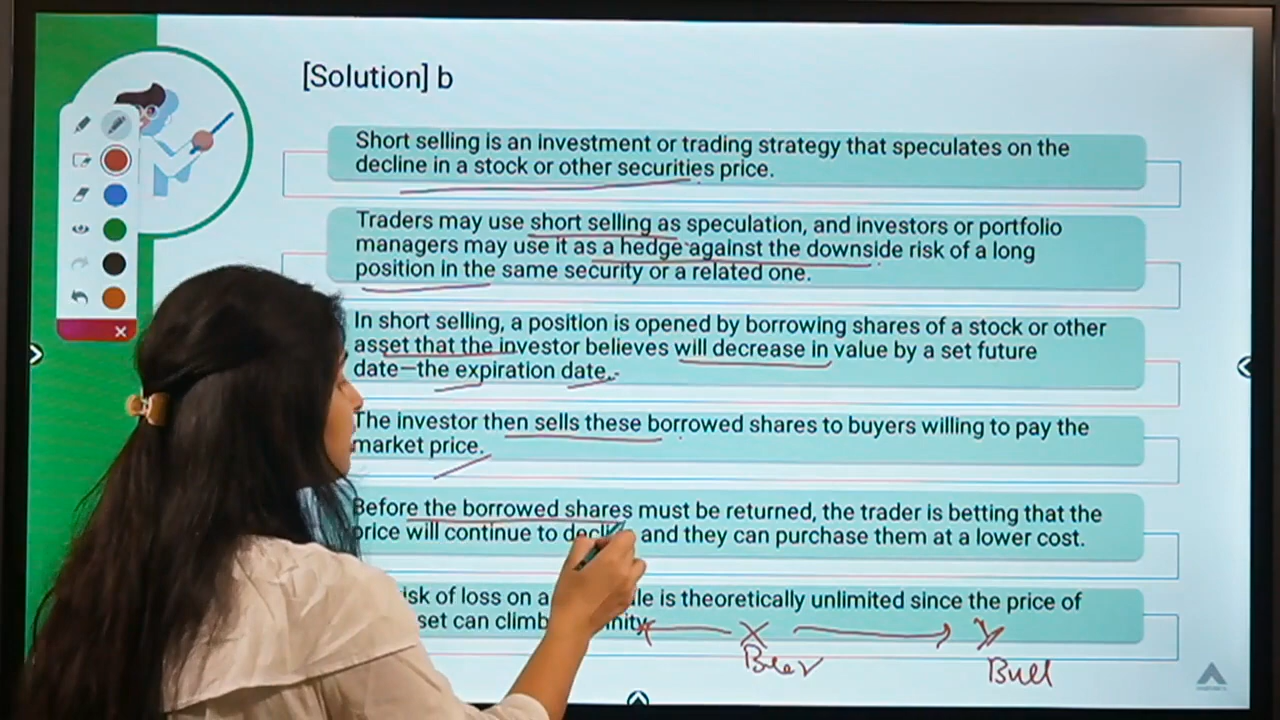 [Solution] b
Short selling is an investment or trading strategy that speculates on the
decline in a stock or other securities price.
Traders may use short selling as speculation, and investors or portfolio
managers may use it as a hedge against the downside risk of a long
position in the same security or a related one.
In short selling, a position is opened by borrowing shares of a stock or other
asset that the investor believes will decrease in value by a set future
date—the expiration date.
The investor then sells these borrowed shares to buyers willing to pay the
market price.
Before the borrowed shares must be returned, the trader is betting that the
price will continue to and they can purchase them at a lower cost.
of loss on a is theoretically unlimited since the price of
can climb
Bear
Bull